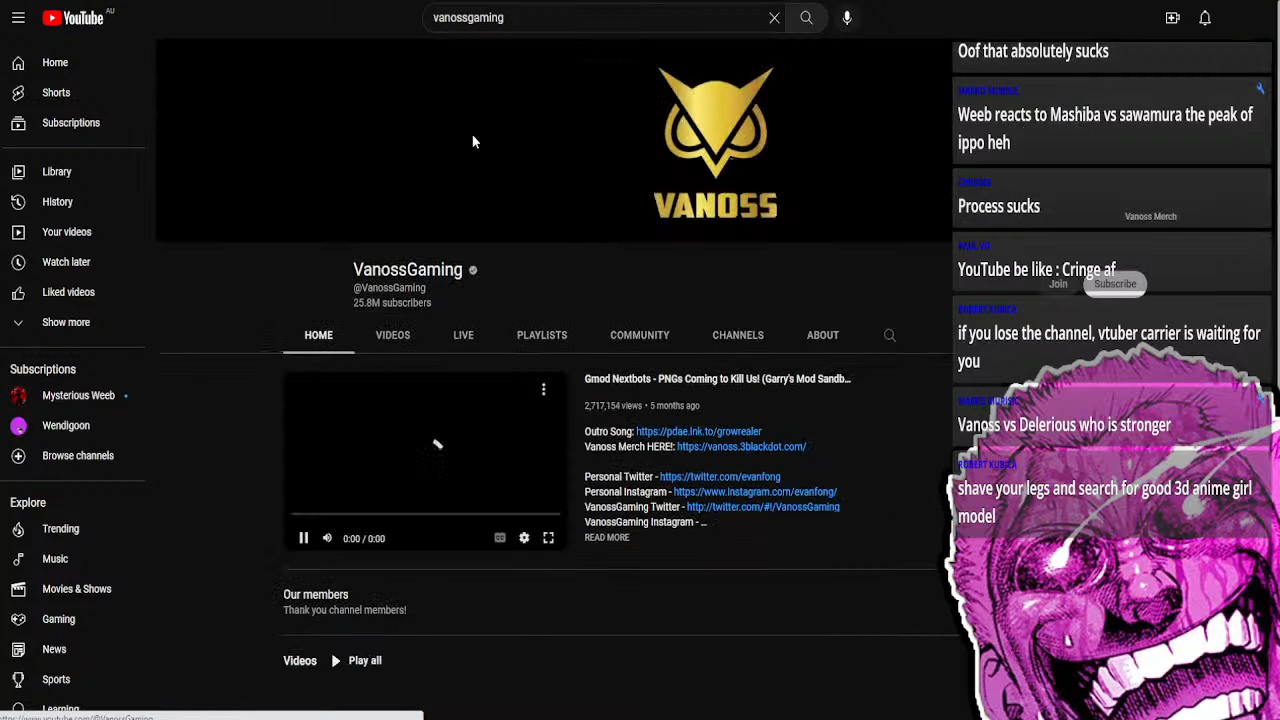 YouTube
AU
vanossgaming
Home
Shorts
Subscriptions
Library
History
Your videos
Watch later
Liked videos
Show more
Subscriptions
Mysterious Weeb
Wendigoon
Browse channels
Explore
Trending
Music
Movies & Shows
Gaming
News
Sports
Learning
https://www.youtube.com/@VanossGaming
VANOSS
VanossGaming
@VanossGaming
25.8M subscribers
Vanoss Merch
Join
Subscribe
HOME
VIDEOS
LIVE
PLAYLISTS
COMMUNITY
CHANNELS
ABOUT
0:00 / 0:00
Gmod Nextbots - PNGs Coming to Kill Us! (Garry's Mod Sandb...
2,717,154 views • 5 months ago
Outro Song: https://pdae.lnk.to/growrealer
Vanoss Merch HERE!: https://vanoss.3blackdot.com/
Personal Twitter - https://twitter.com/evanfong
Personal Instagram - https://www.instagram.com/evanfong/
VanossGaming Twitter - http://twitter.com/#!/VanossGaming
VanossGaming Instagram - ...
READ MORE
Our members
Thank you channel members!
Videos
Play all
Oof that absolutely sucks
Weeb reacts to Mashiba vs sawamura the peak of
ippo heh
Process sucks
YouTube be like : Cringe af
if you lose the channel, vtuber carrier is waiting for
you
Vanoss vs Delerious who is stronger
ROBERT KUBICA
shave your legs and search for good 3d anime girl
model